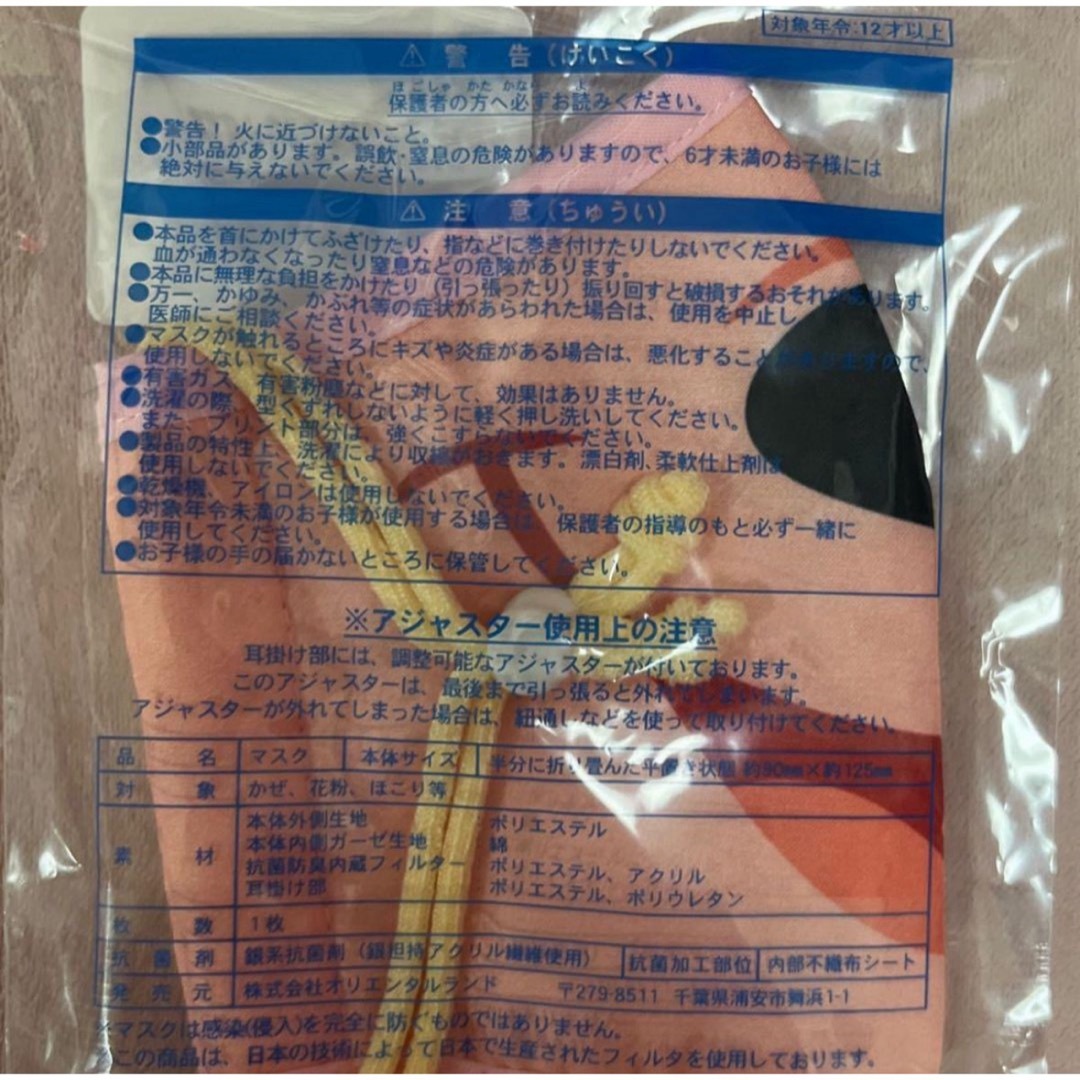 対象年令:12才以上
⚠ 警 告 (けいこく)
ほごしゃ かた かなら よ
保護者の方へ必ずお読みください。
●警告！ 火に近づけないこと。
●小部品があります。誤飲・窒息の危険がありますので、6才未満のお子様には
絶対に与えないでください。
⚠ 注 意 (ちゅうい)
●本品を首にかけてふざけたり、指などに巻き付けたりしないでください。
血が通わなくなったり窒息などの危険があります。
●本品に無理な負担をかけたり（引っ張ったり）振り回すと破損するおそれがあります。
●万一、かゆみ、かぶれ等の症状があらわれた場合は、使用を中止し
医師にご相談ください。
●マスクが触れるところにキズや炎症がある場合は、悪化することがありますので、
使用しないでください。
●有害ガス、有害粉塵などに対して、効果はありません。
●洗濯の際、型くずれしないように軽く押し洗いしてください。
また、プリント部分は、強くこすらないでください。
●製品の特性上、洗濯により収縮がおきます。漂白剤、柔軟仕上剤は
使用しないでください。
●乾燥機、アイロンは使用しないでください。
●対象年令未満のお子様が使用する場合は、保護者の指導のもと必ず一緒に
使用してください。
●お子様の手の届かないところに保管してください。
※アジャスター使用上の注意
耳掛け部には、調整可能なアジャスターが付いております。
このアジャスターは、最後まで引っ張ると外れてしまいます。
アジャスターが外れてしまった場合は、紐通しなどを使って取り付けてください。
品 名 マスク 本体サイズ 半分に折り畳んだ平置き状態 約90mm×約125mm
対 象 かぜ、花粉、ほこり等
素 材 本体外側生地 ポリエステル
本体内側ガーゼ生地 綿
抗菌防臭内蔵フィルター ポリエステル、アクリル
耳掛け部 ポリエステル、ポリウレタン
枚 数 1枚
抗 菌 剤 銀系抗菌剤（銀担持アクリル繊維使用） 抗菌加工部位 内部不織布シート
発 売 元 株式会社オリエンタルランド 〒279-8511 千葉県浦安市舞浜1-1
※マスクは感染(侵入)を完全に防ぐものではありません。
※この商品は、日本の技術によって日本で生産されたフィルタを使用しております。